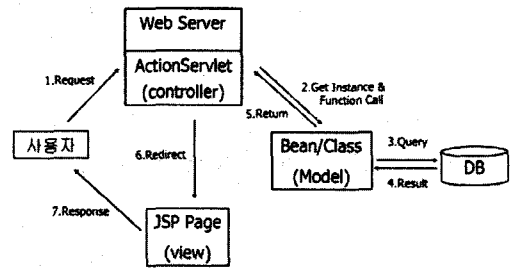 Web Server
ActionServlet
(controller)
1.Request
2.Get Instance &
Function Call
5.Return
사용자
6.Redirect
Bean/Class
(Model)
3.Query
4.Result
DB
7.Response
JSP Page
(view)